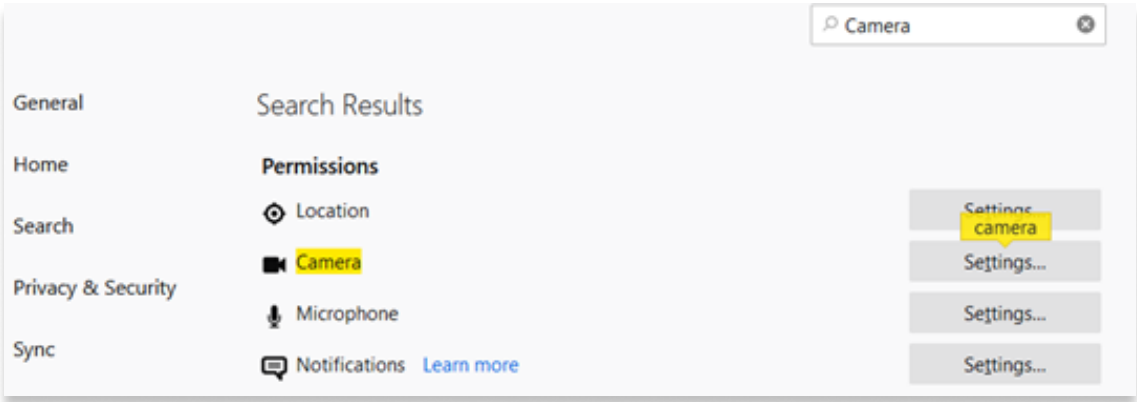 Camera
General
Search Results
Home
Permissions
Location
Settings...
Search
camera
Camera
Settings...
Privacy & Security
Microphone
Settings...
Sync
Notifications Learn more
Settings...